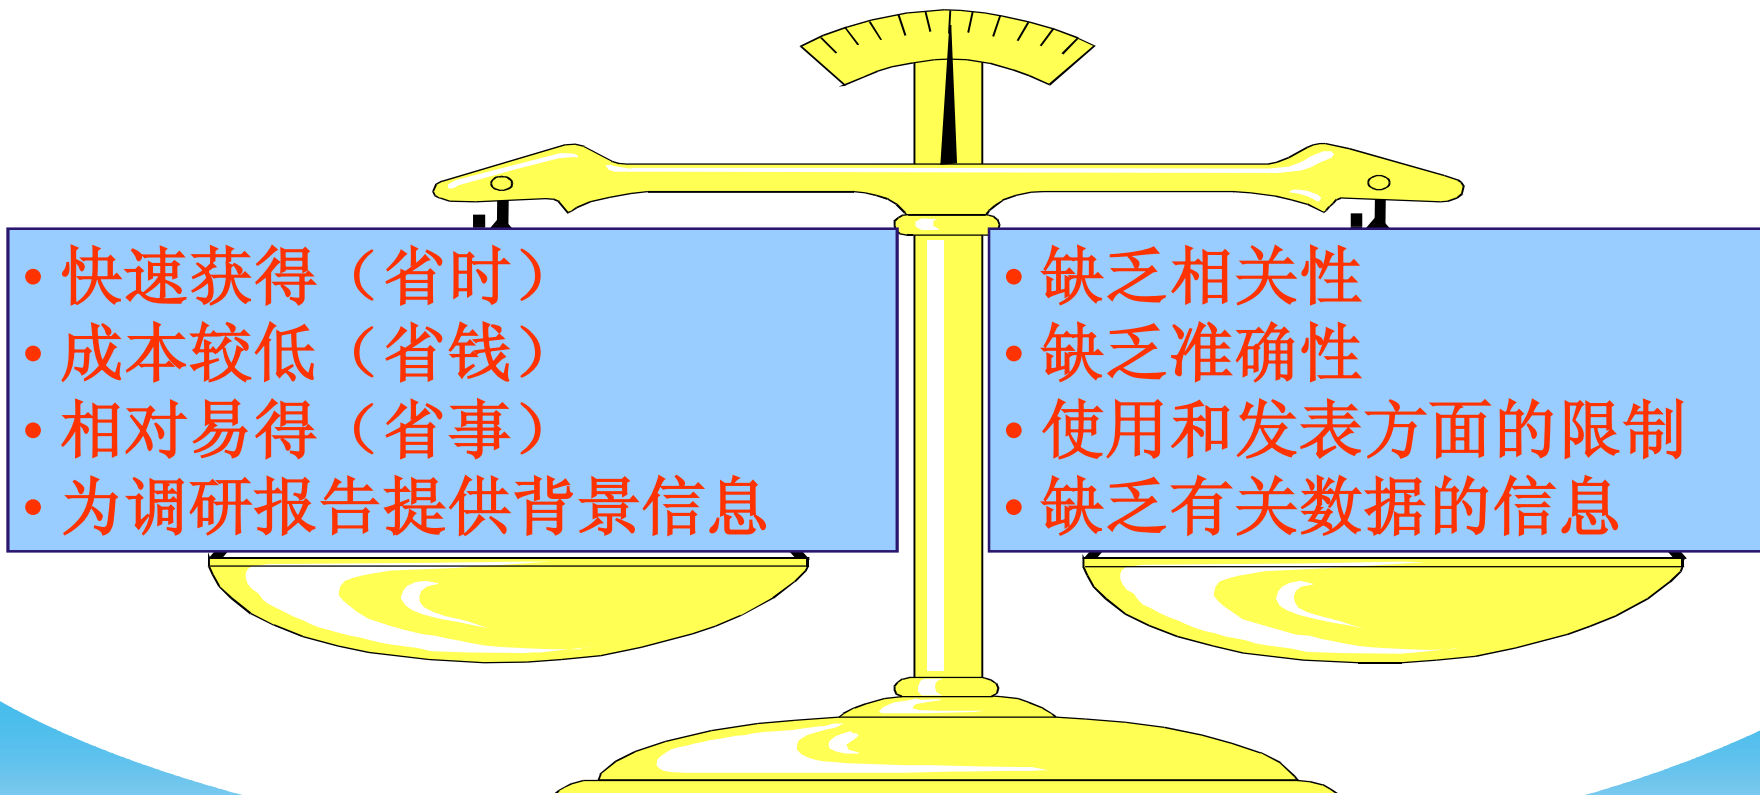 • 快速获得（省时）
• 成本较低（省钱）
• 相对易得（省事）
• 为调研报告提供背景信息
• 缺乏相关性
• 缺乏准确性
• 使用和发表方面的限制
• 缺乏有关数据的信息